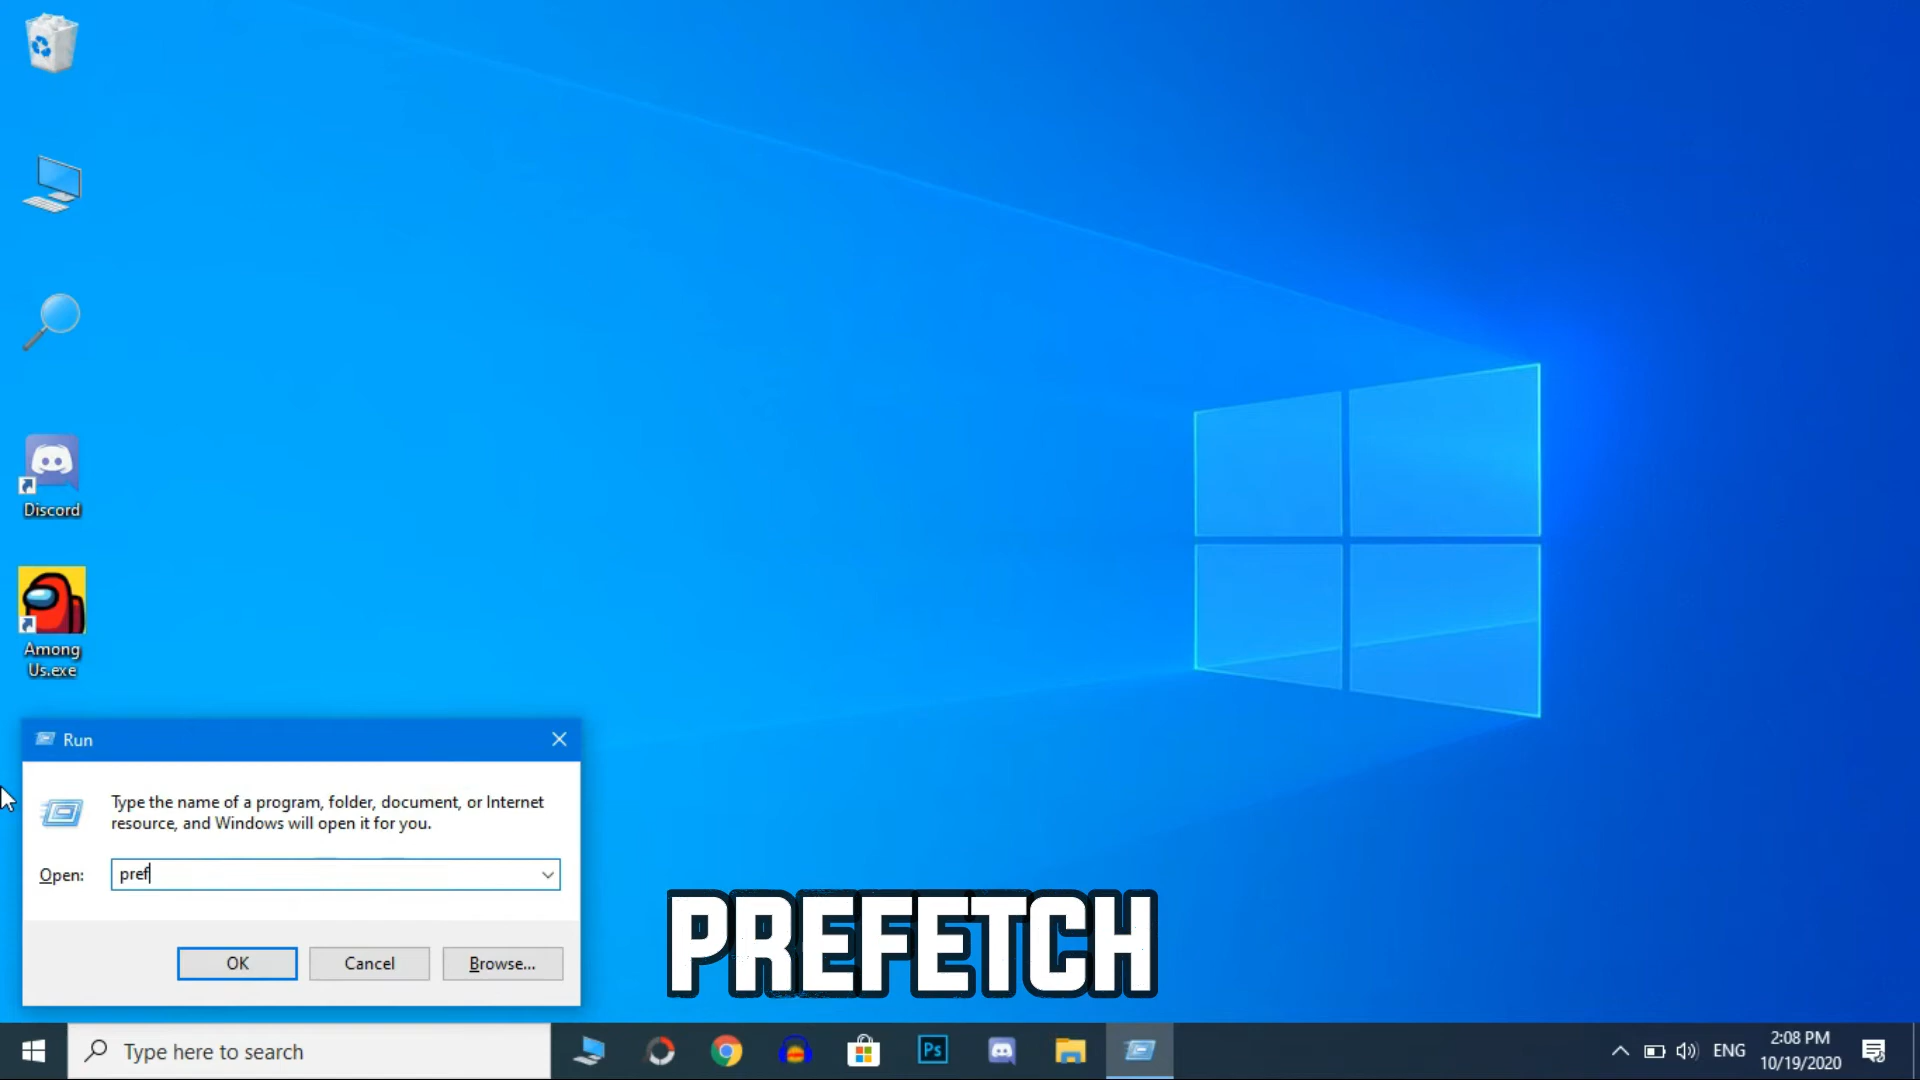 Discord
Among
Us.exe
Run
Type the name of a program, folder, document, or Internet
resource, and Windows will open it for you.
Open:
pref
OK
Cancel
Browse...
PREFETCH
Type here to search
Ps
ENG
2:08 PM
10/19/2020